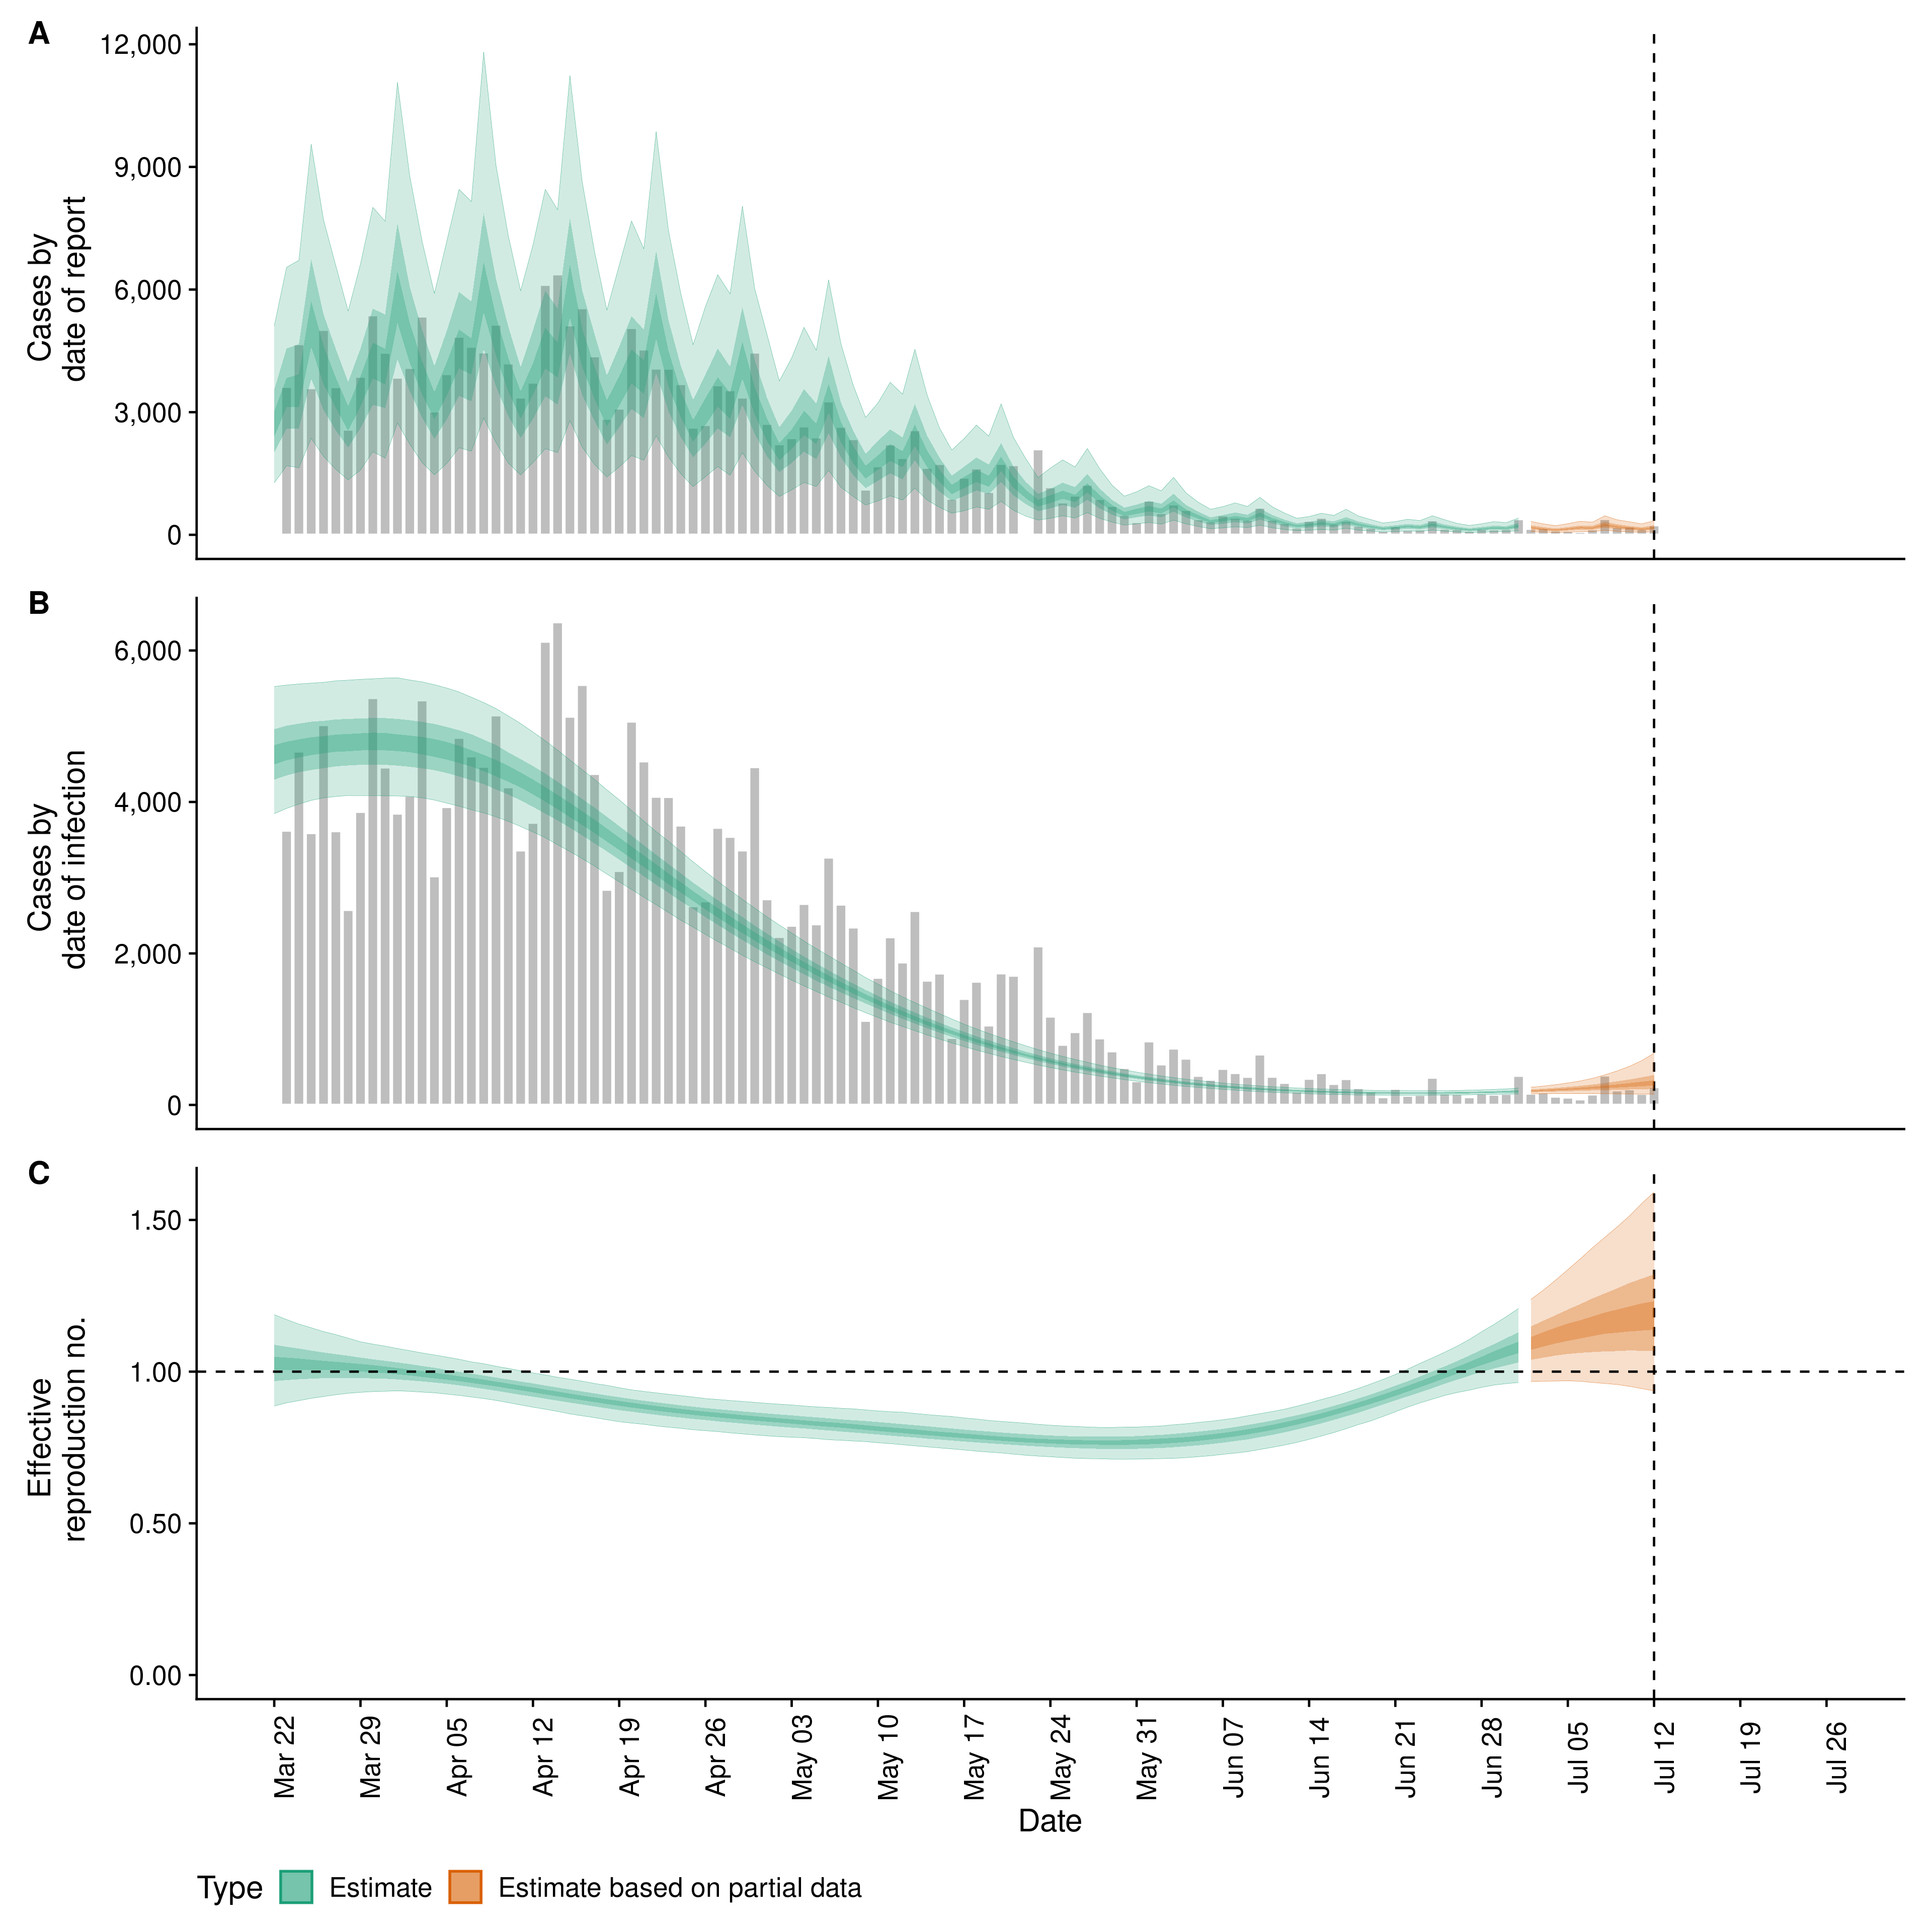 A
12,000
9,000
6,000
3,000
0
Cases by
date of report
B
6,000
4,000
2,000
0
Cases by
date of infection
C
1.50
1.00
0.50
0.00
Effective
reproduction no.
Mar 22
Mar 29
Apr 05
Apr 12
Apr 19
Apr 26
May 03
May 10
May 17
May 24
May 31
Jun 07
Jun 14
Jun 21
Jun 28
Jul 05
Jul 12
Jul 19
Jul 26
Date
Type Estimate Estimate based on partial data